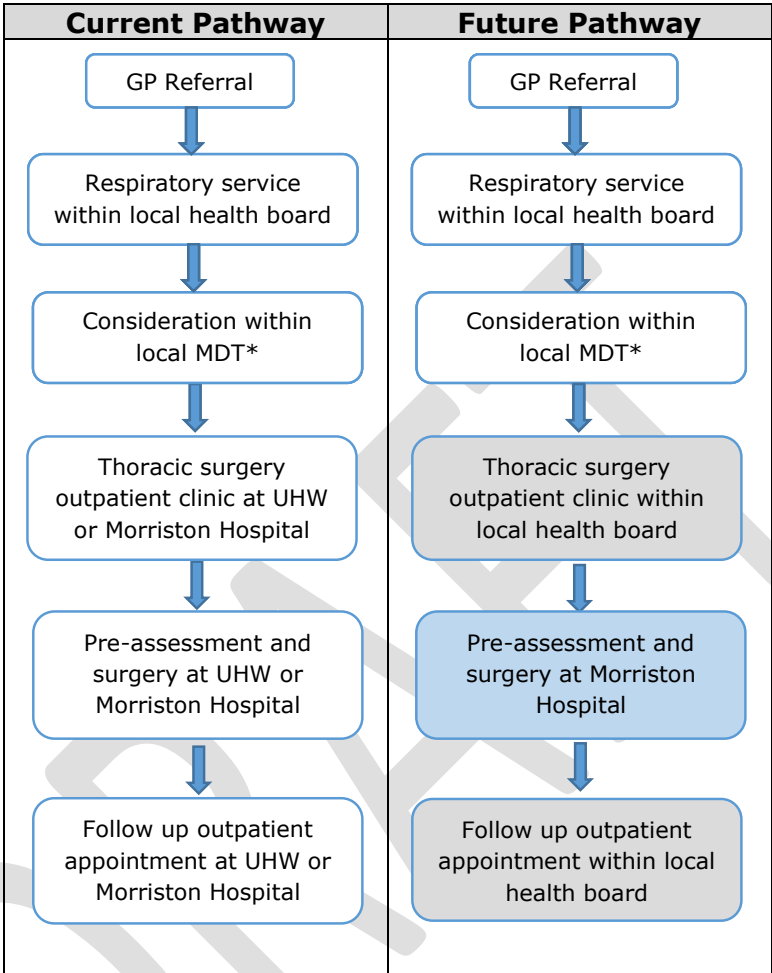 Current Pathway
GP Referral
Respiratory service
within local health board
Consideration within
local MDT*
Thoracic surgery
outpatient clinic at UHW
or Morriston Hospital
Pre-assessment and
surgery at UHW or
Morriston Hospital
Follow up outpatient
appointment at UHW or
Morriston Hospital
Future Pathway
GP Referral
Respiratory service
within local health board
Consideration within
local MDT*
Thoracic surgery
outpatient clinic within
local health board
Pre-assessment and
surgery at Morriston
Hospital
Follow up outpatient
appointment within local
health board
DRAFT